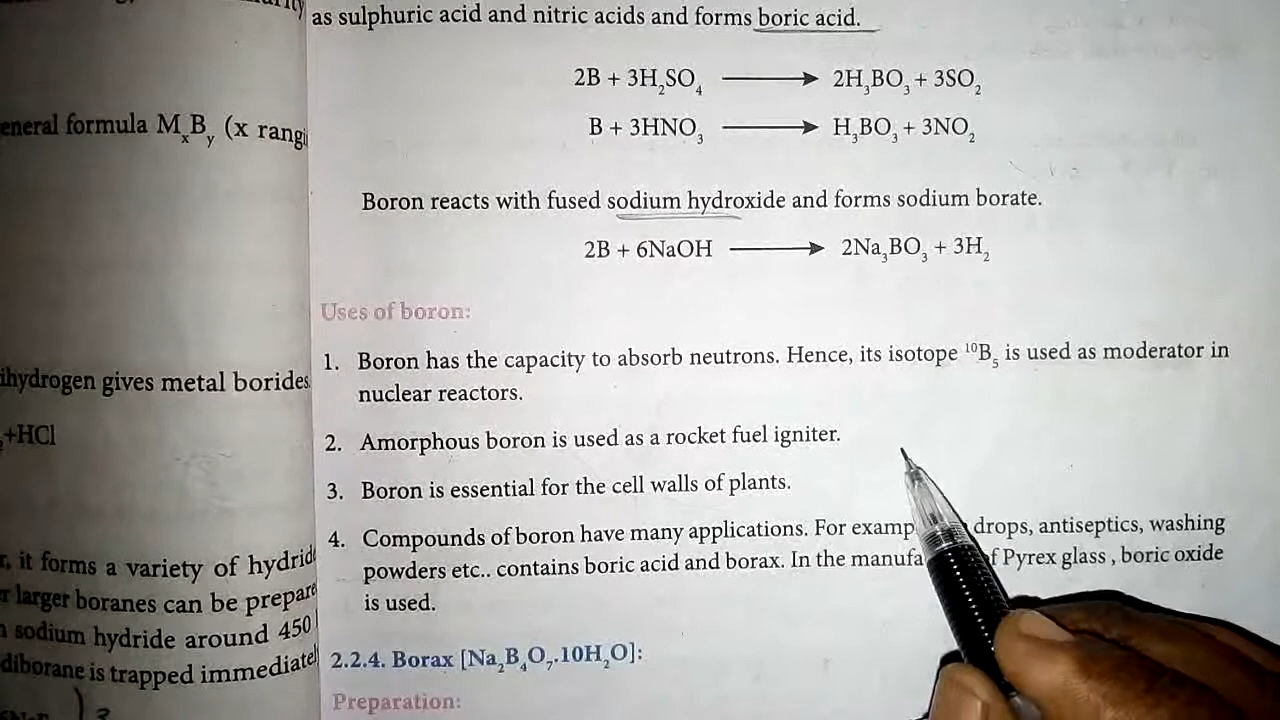 as sulphuric acid and nitric acids and forms boric acid.
2B + 3H₂SO₄ ⟶ 2H₃BO₃ + 3SO₂
eneral formula MₓBᵧ (x rangi
B + 3HNO₃ ⟶ H₃BO₃ + 3NO₂
Boron reacts with fused sodium hydroxide and forms sodium borate.
2B + 6NaOH ⟶ 2Na₃BO₃ + 3H₂
Uses of boron:
1. Boron has the capacity to absorb neutrons. Hence, its isotope ¹⁰B₅ is used as moderator in
nuclear reactors.
ihydrogen gives metal borides
+HCl
2. Amorphous boron is used as a rocket fuel igniter.
3. Boron is essential for the cell walls of plants.
4. Compounds of boron have many applications. For examp drops, antiseptics, washing
powders etc.. contains boric acid and borax. In the manufa f Pyrex glass , boric oxide
is used.
r, it forms a variety of hydrid
r larger boranes can be prepare
n sodium hydride around 450
diborane is trapped immediatel
2.2.4. Borax [Na₂B₄O₇.10H₂O]:
Preparation: